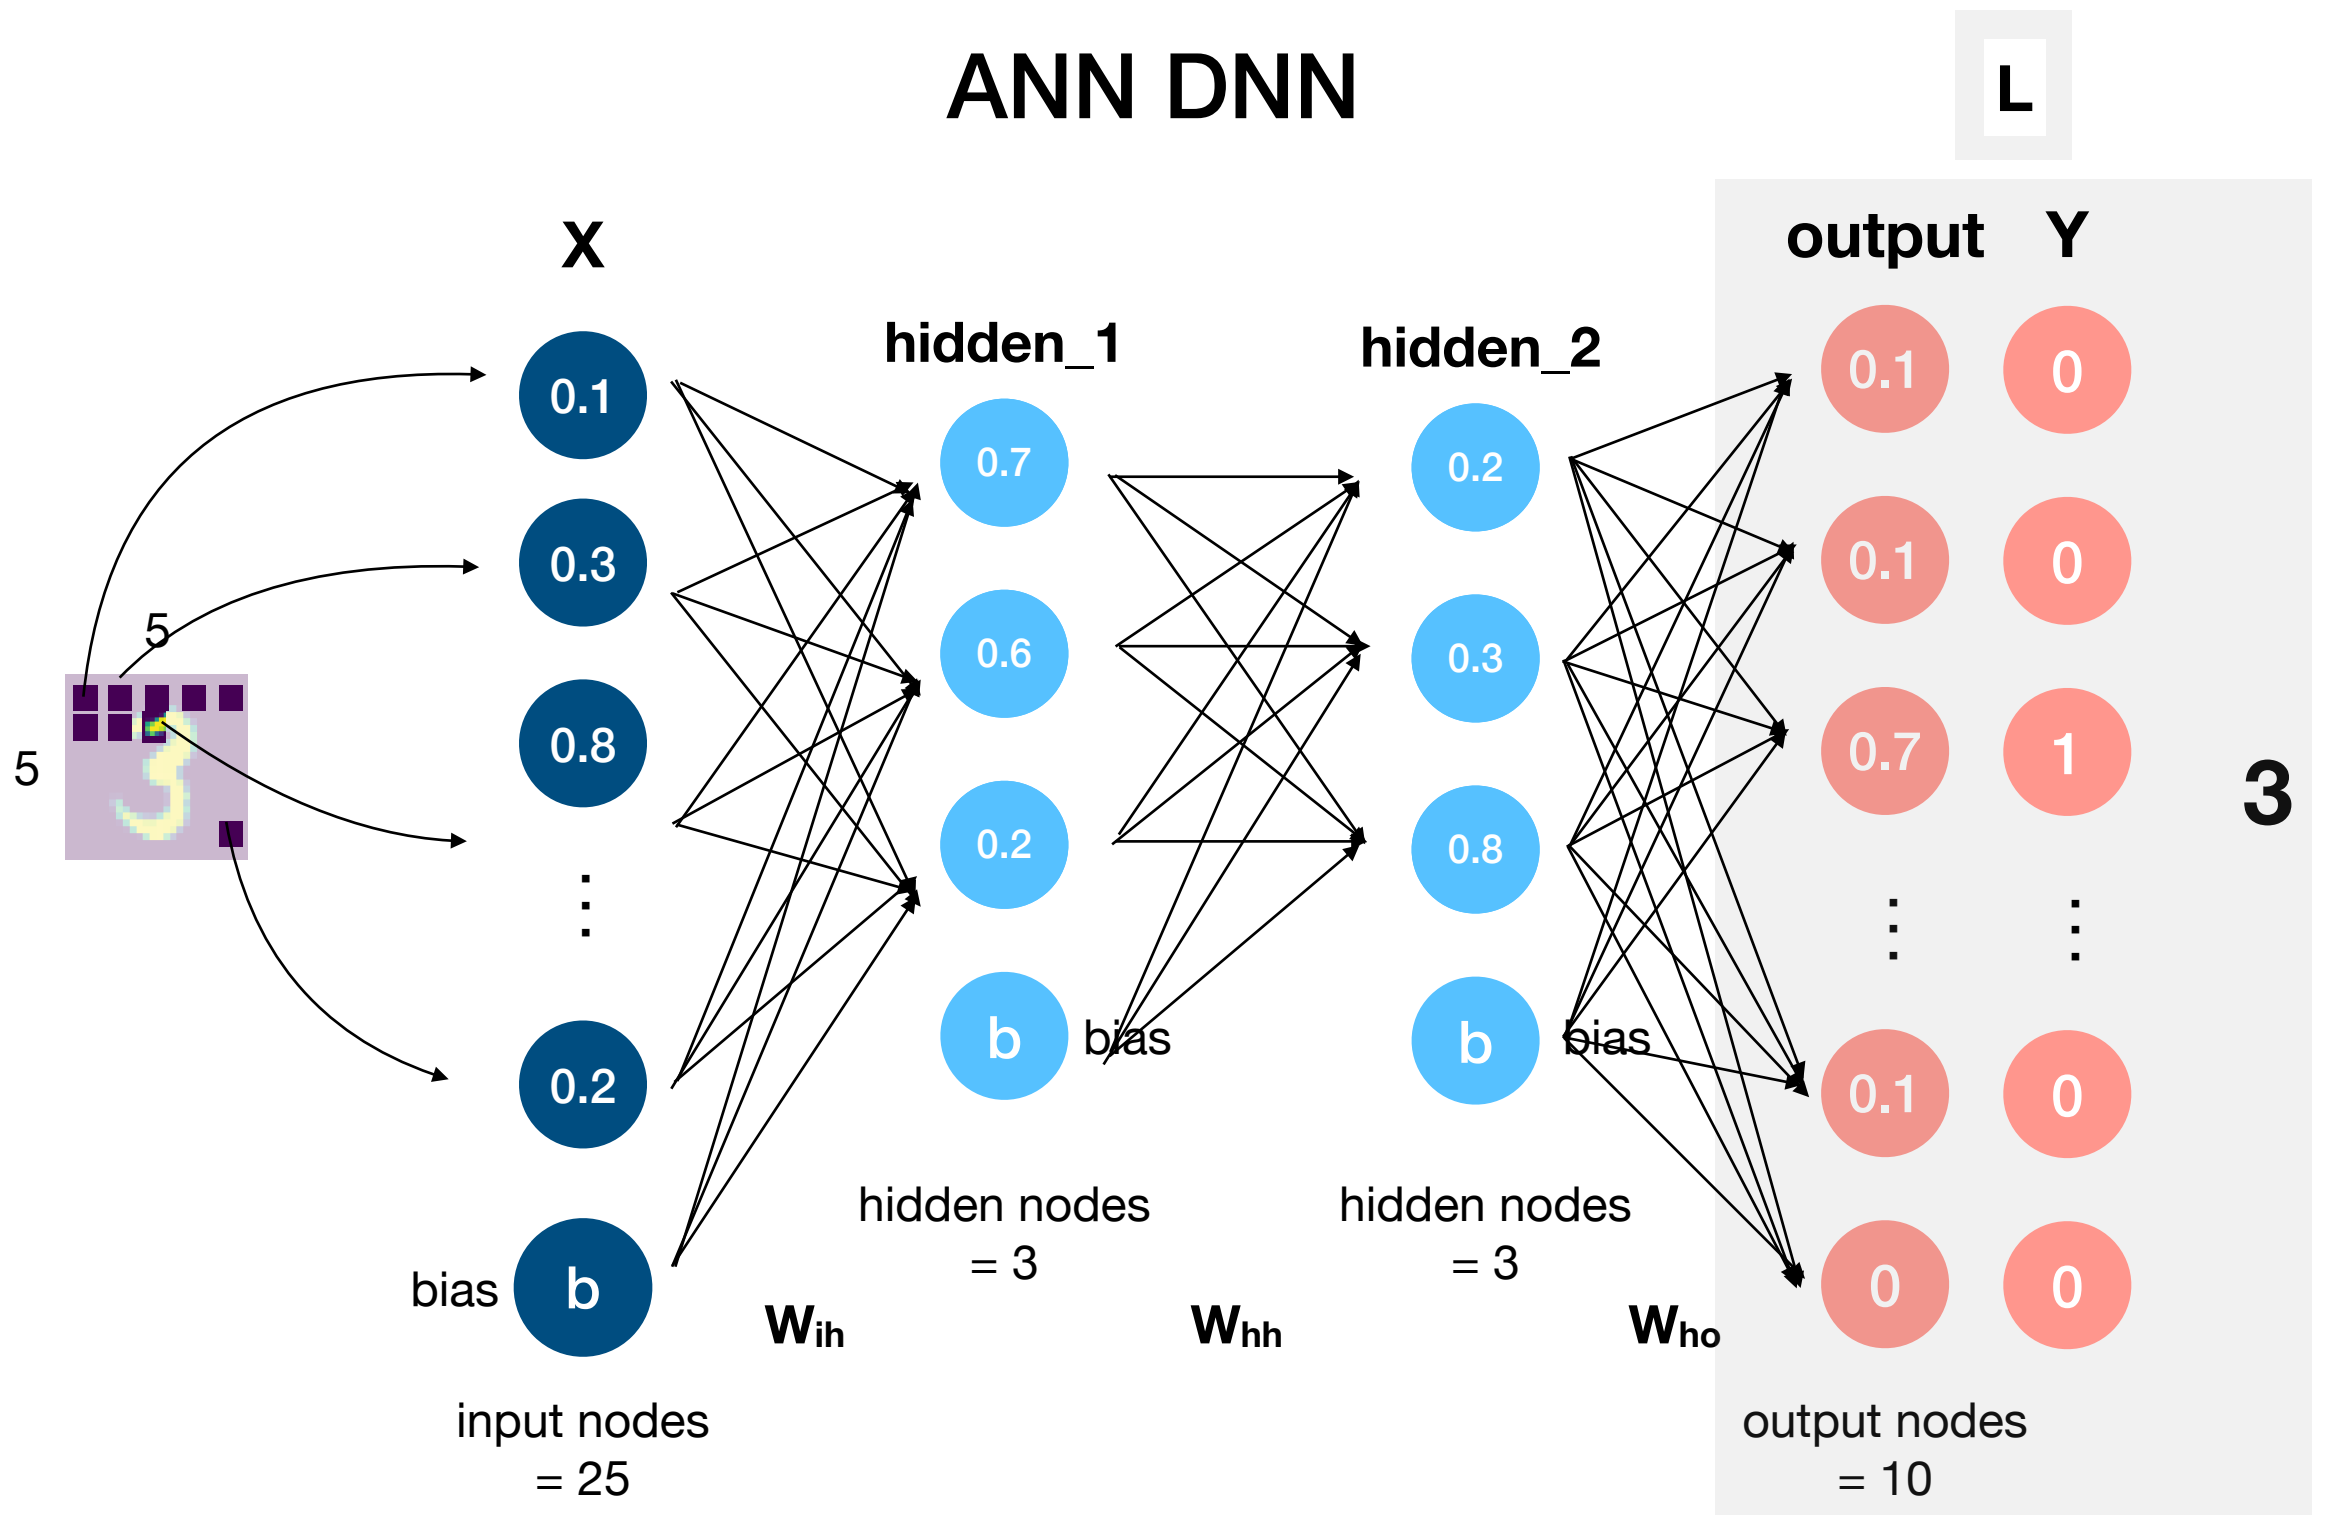 ANN DNN
L
X
output Y
hidden_1
hidden_2
5
5
0.1
0.3
0.8
⋮
0.2
bias b
0.7
0.6
0.2
b bias
0.2
0.3
0.8
b bias
0.1 0
0.1 0
0.7 1
3
⋮ ⋮
0.1 0
0 0
hidden nodes
= 3
hidden nodes
= 3
Wih
Whh
Who
input nodes
= 25
output nodes
= 10